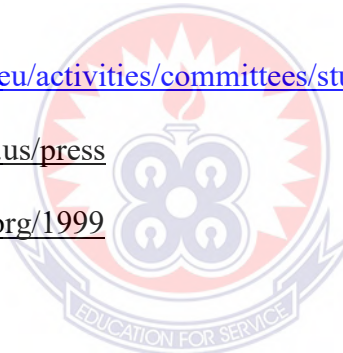 eu/activities/committees/stu
us/press
org/1999
EDUCATION FOR SERVICE